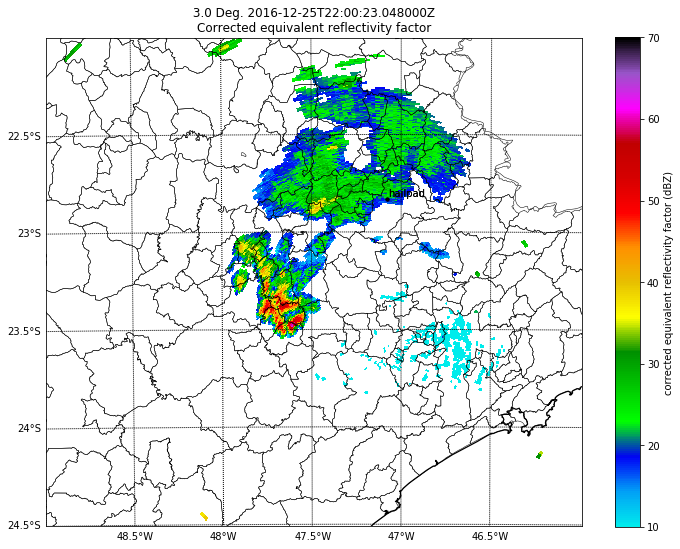 3.0 Deg. 2016-12-25T22:00:23.048000Z
Corrected equivalent reflectivity factor
22.5°S
23°S
23.5°S
24°S
24.5°S
48.5°W
48°W
47.5°W
47°W
46.5°W
70
60
50
40
30
20
10
corrected equivalent reflectivity factor (dBZ)